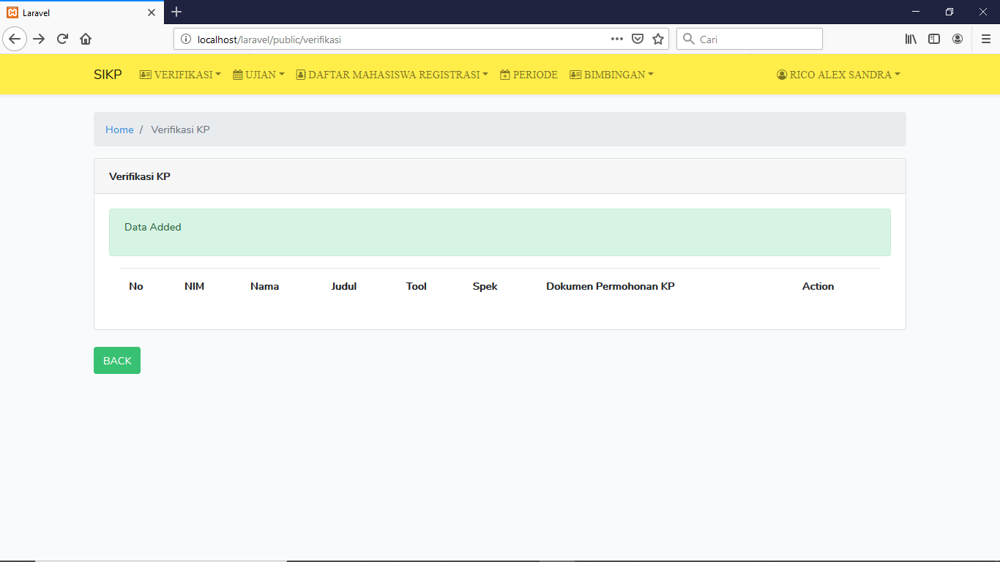 Laravel
localhost/laravel/public/verifikasi
Cari
SIKP VERIFIKASI UJIAN DAFTAR MAHASISWA REGISTRASI PERIODE BIMBINGAN RICO ALEX SANDRA
Home / Verifikasi KP
Verifikasi KP
Data Added
No NIM Nama Judul Tool Spek Dokumen Permohonan KP Action
BACK